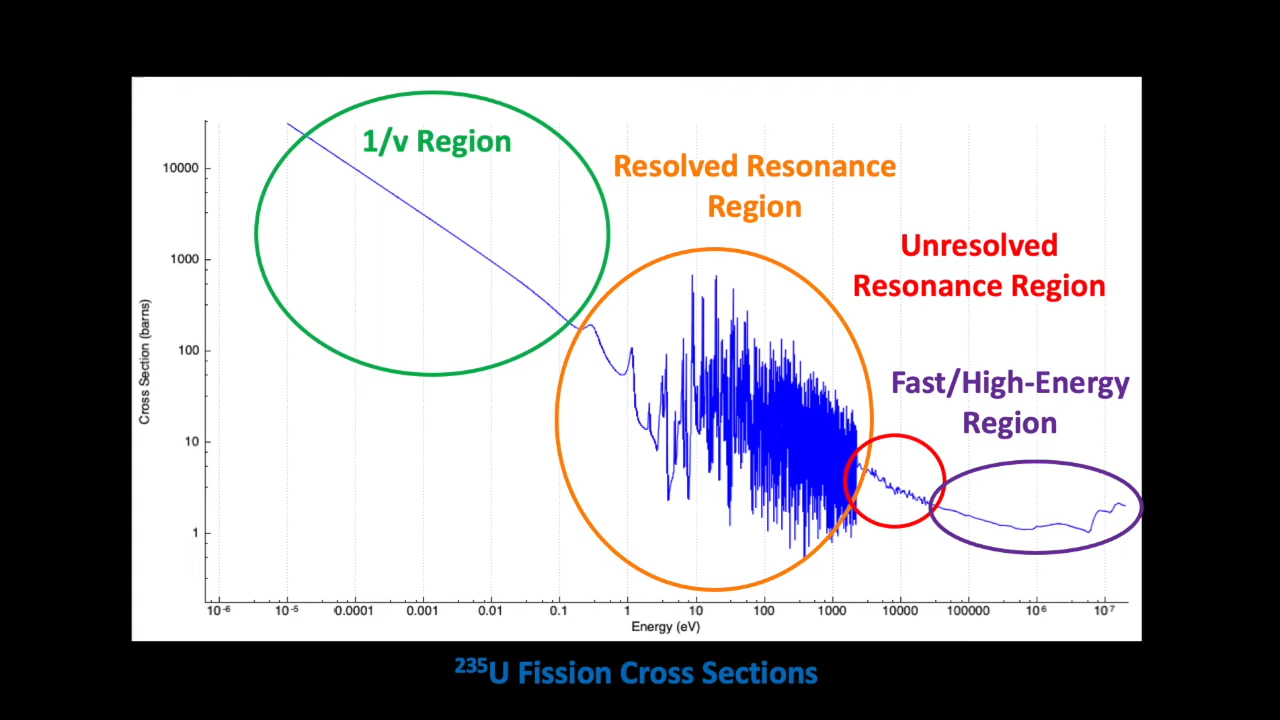 1/v Region
Resolved Resonance
Region
Unresolved
Resonance Region
Fast/High-Energy
Region
Cross Section (barns)
10000
1000
100
10
1
10⁻⁶ 10⁻⁵ 0.0001 0.001 0.01 0.1 1 10 100 1000 10000 100000 10⁶ 10⁷
Energy (eV)
²³⁵U Fission Cross Sections